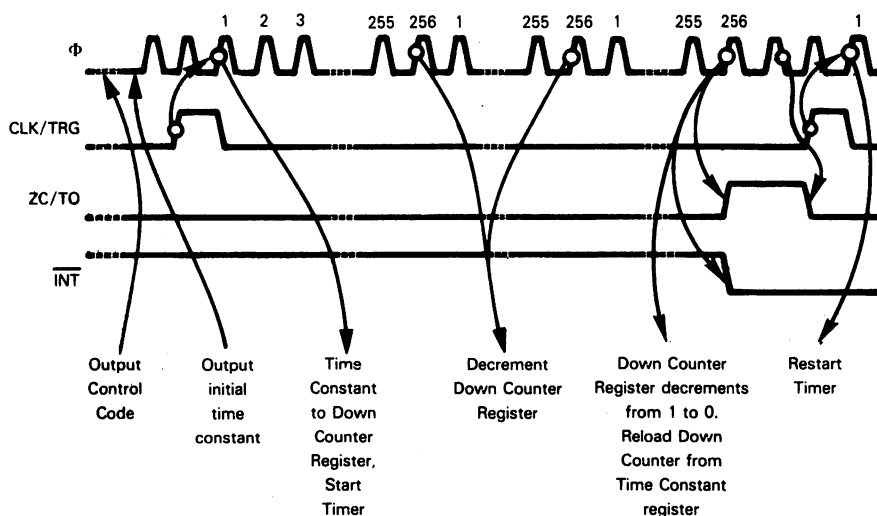 1 2 3 255 256 1 255 256 1 255 256 1
Φ
CLK/TRG
ZC/TO
INT
Output
Control
Code
Output
initial
time
constant
Time
Constant
to Down
Counter
Register,
Start
Timer
Decrement
Down Counter
Register
Down Counter
Register decrements
from 1 to 0.
Reload Down
Counter from
Time Constant
register
Restart
Timer